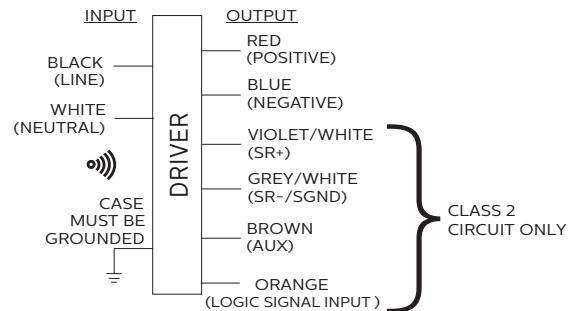 INPUT
OUTPUT
BLACK
(LINE)
WHITE
(NEUTRAL)
CASE
MUST BE
GROUNDED
DRIVER
RED
(POSITIVE)
BLUE
(NEGATIVE)
VIOLET/WHITE
(SR+)
GREY/WHITE
(SR-/SGND)
BROWN
(AUX)
ORANGE
(LOGIC SIGNAL INPUT )
CLASS 2
CIRCUIT ONLY